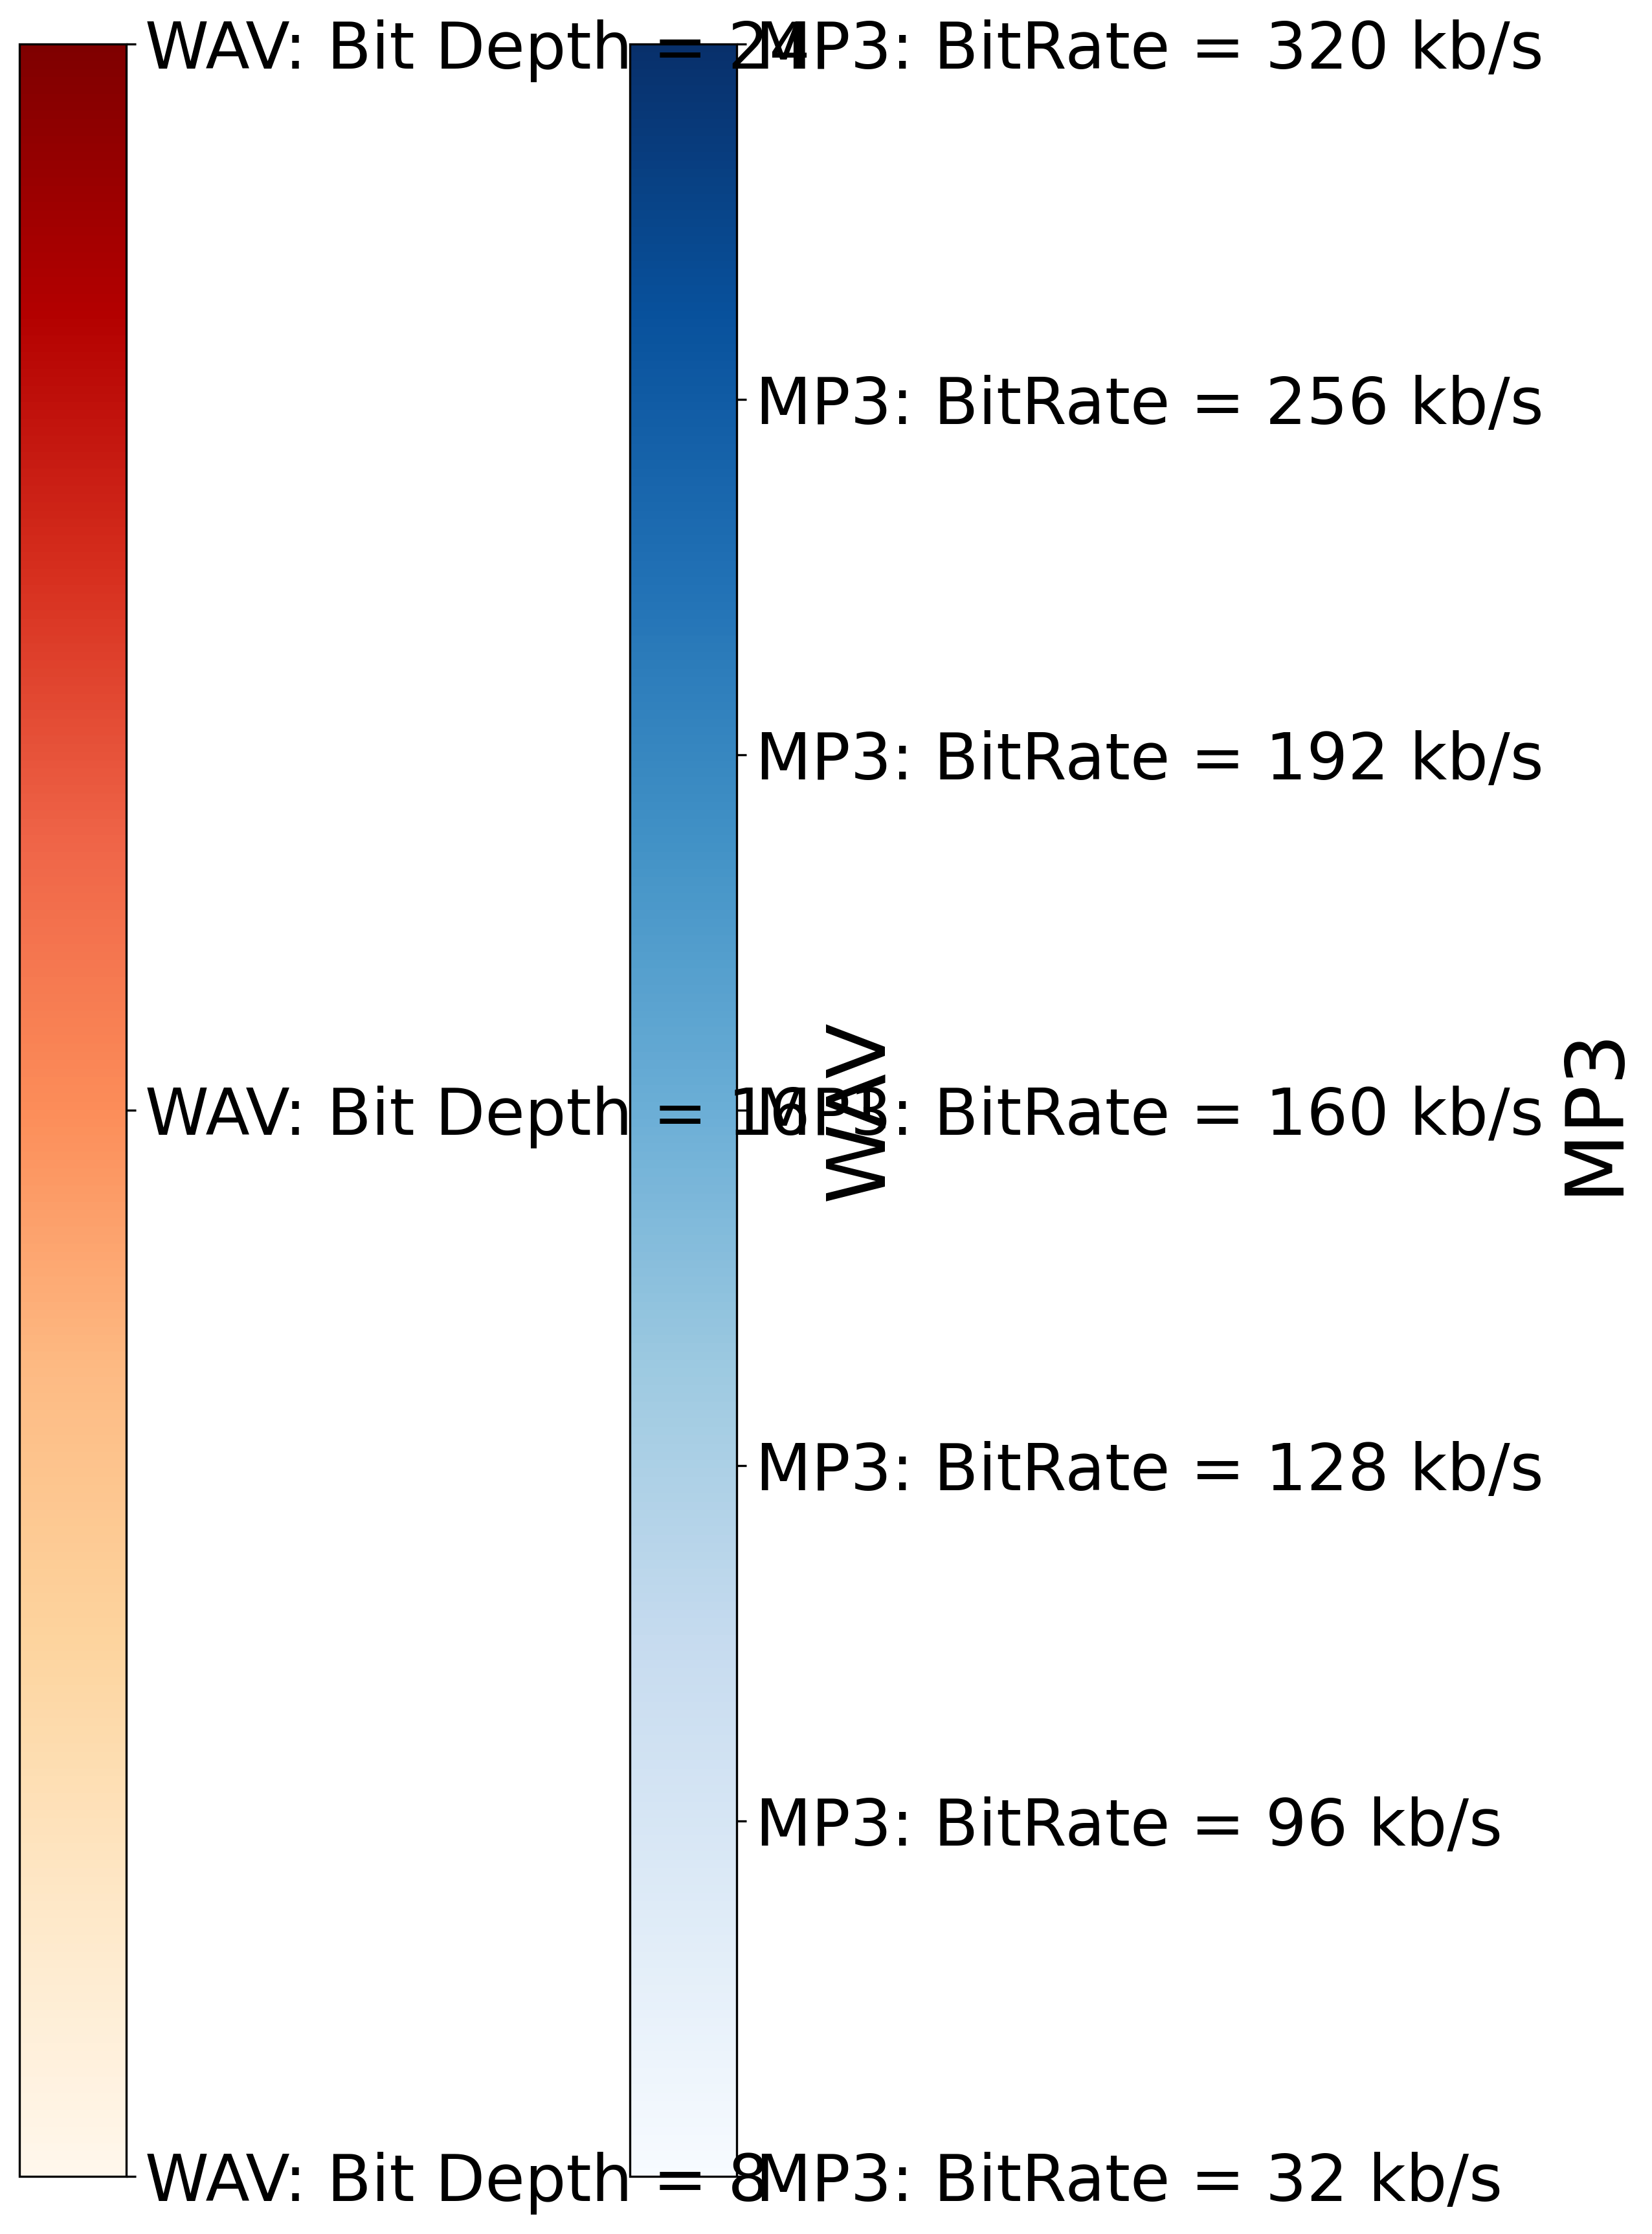 WAV: Bit Depth = 24
WAV: Bit Depth = 16
WAV: Bit Depth = 8
WAV
MP3: BitRate = 320 kb/s
MP3: BitRate = 256 kb/s
MP3: BitRate = 192 kb/s
MP3: BitRate = 160 kb/s
MP3: BitRate = 128 kb/s
MP3: BitRate = 96 kb/s
MP3: BitRate = 32 kb/s
MP3